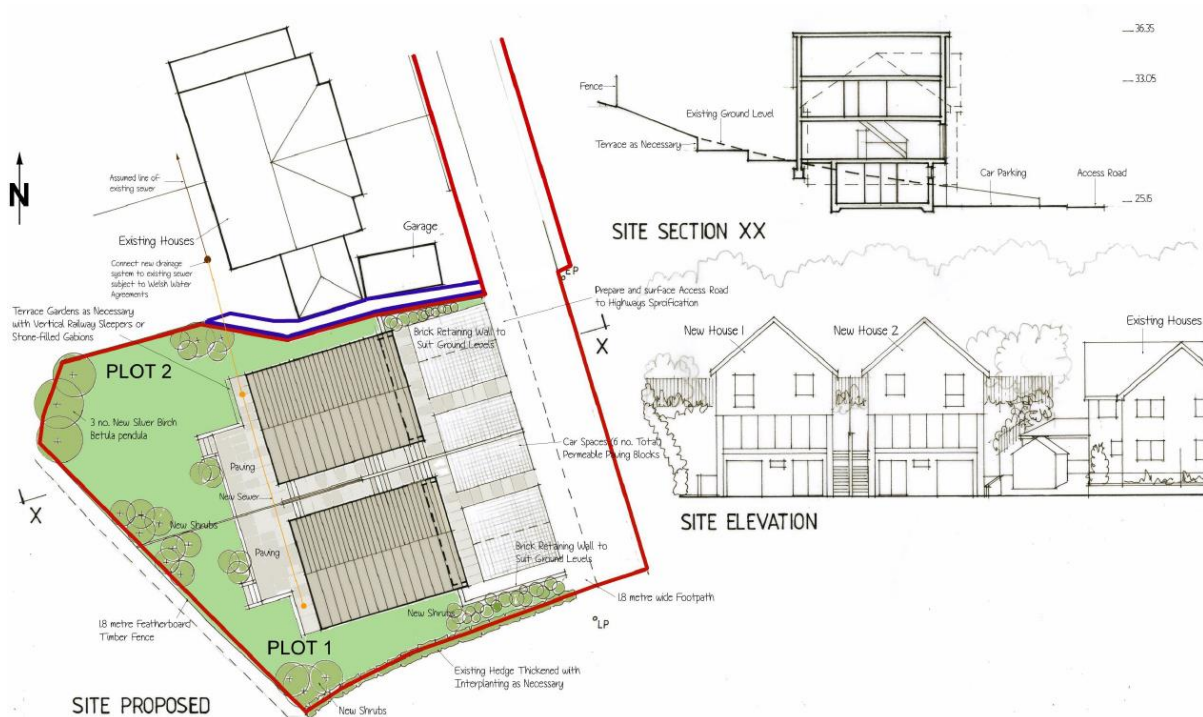 Fence
Existing Ground Level
Terrace as Necessary
Car Parking
Access Road
36.35
33.05
25.6
SITE SECTION XX
N
Assumed line of
existing sewer
Existing Houses
Garage
Connect new drainage
system to existing sewer
subject to Welsh Water
Agreements
Terrace Gardens as Necessary
with Vertical Railway Sleepers or
Stone-Filled Gabions
Brick Retaining Wall to
Suit Ground Levels
Prepare and surface Access Road
to Highways Sprofication
X
PLOT 2
3 no. New Silver Birch
Betula pendula
Paving
Car Spaces (6 no. Total)
Permeable Paving Blocks
New Sewer
X
New Shrubs
Paving
Brick Retaining Wall to
Suit Ground Levels
1.8 metre wide Footpath
New Shrubs
LP
1.8 metre Featherboard
Timber Fence
PLOT 1
Existing Hedge Thickened with
Interplanting as Necessary
New Shrubs
SITE PROPOSED
New House 1
New House 2
Existing Houses
SITE ELEVATION